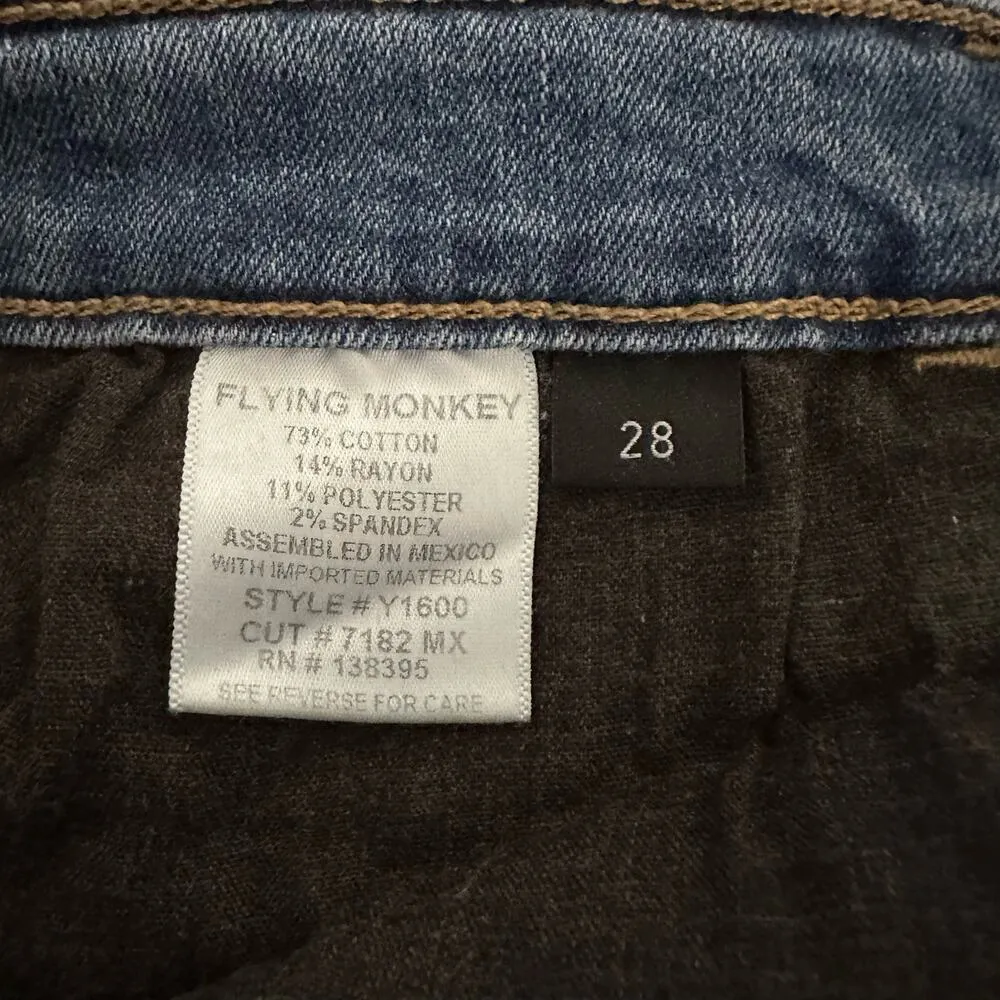 FLYING MONKEY
73% COTTON
14% RAYON
11% POLYESTER
2% SPANDEX
ASSEMBLED IN MEXICO
WITH IMPORTED MATERIALS
STYLE # Y1600
CUT # 7182 MX
RN # 138395
SEE REVERSE FOR CARE
28